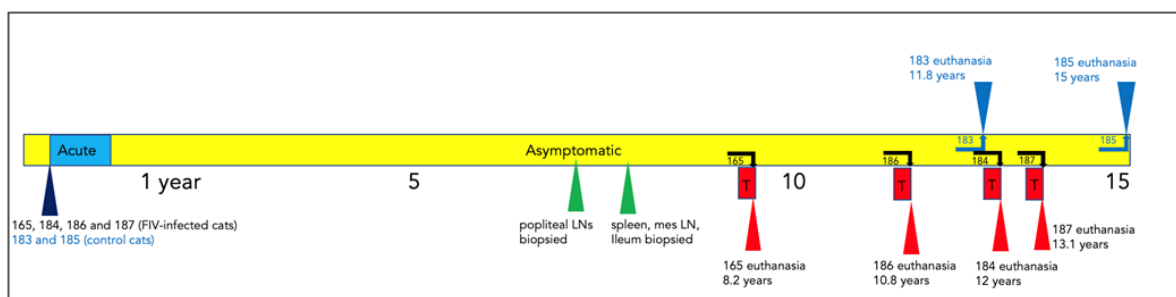 183 euthanasia
11.8 years
185 euthanasia
15 years
Acute
Asymptomatic
165
186
183
184
187
185
T
T
T
T
1 year
5
10
15
165, 184, 186 and 187 (FIV-infected cats)
183 and 185 (control cats)
popliteal LNs
biopsied
spleen, mes LN,
Ileum biopsied
165 euthanasia
8.2 years
186 euthanasia
10.8 years
184 euthanasia
12 years
187 euthanasia
13.1 years